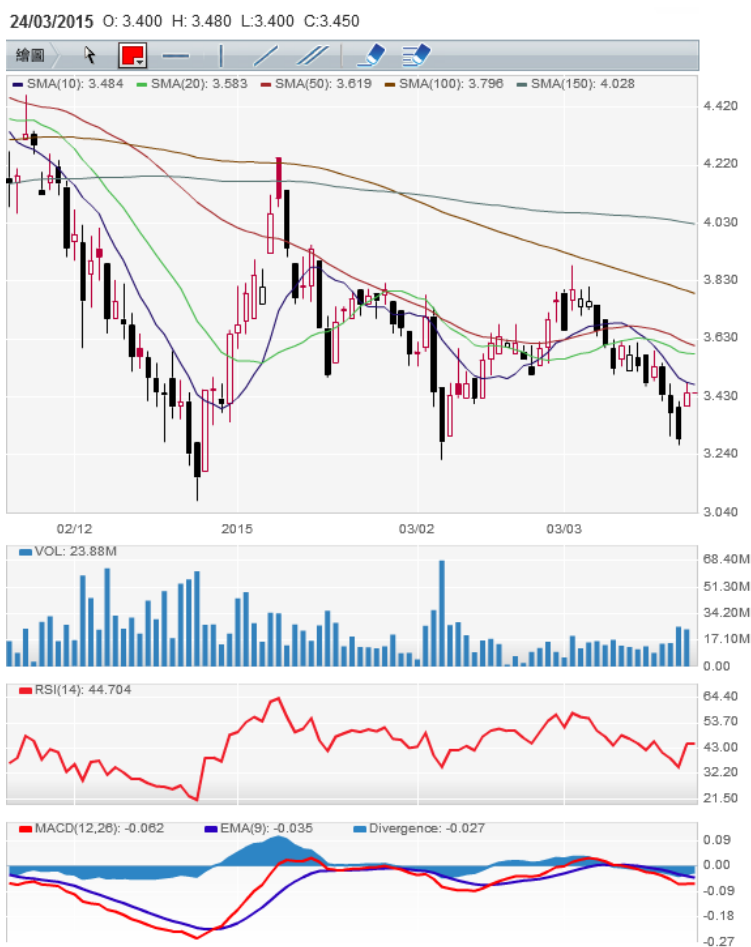 24/03/2015 O: 3.400 H: 3.480 L:3.400 C:3.450
繪圖
SMA(10): 3.484 SMA(20): 3.583 SMA(50): 3.619 SMA(100): 3.796 SMA(150): 4.028
4.420
4.220
4.030
3.830
3.630
3.430
3.240
3.040
02/12 2015 03/02 03/03
VOL: 23.88M
68.40M
51.30M
34.20M
17.10M
0.00
RSI(14): 44.704
64.40
53.70
43.00
32.20
21.50
MACD(12,26): -0.062 EMA(9): -0.035 Divergence: -0.027
0.09
0.00
-0.09
-0.18
-0.27